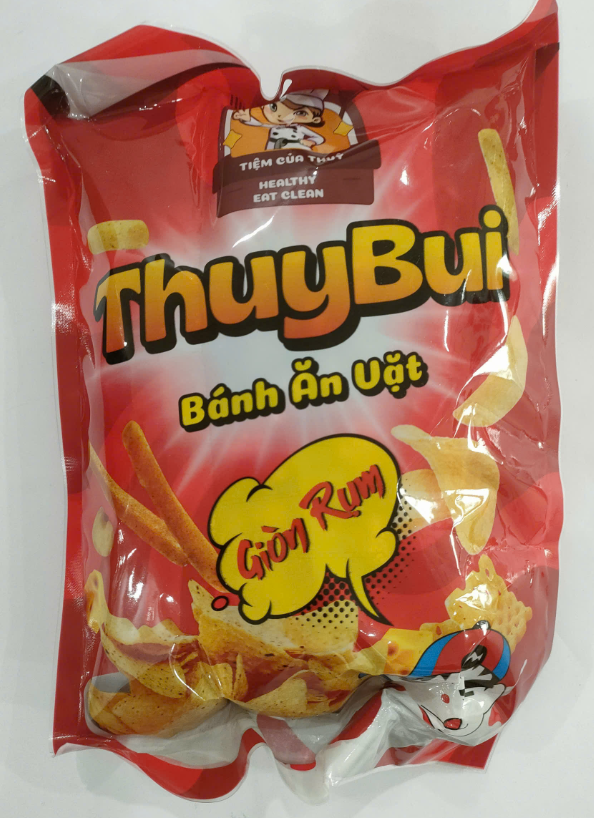 TIỆM CỦA THUỶ
HEALTHY
EAT CLEAN
ThuyBui
Bánh Ăn Vặt
Giòn Rụm